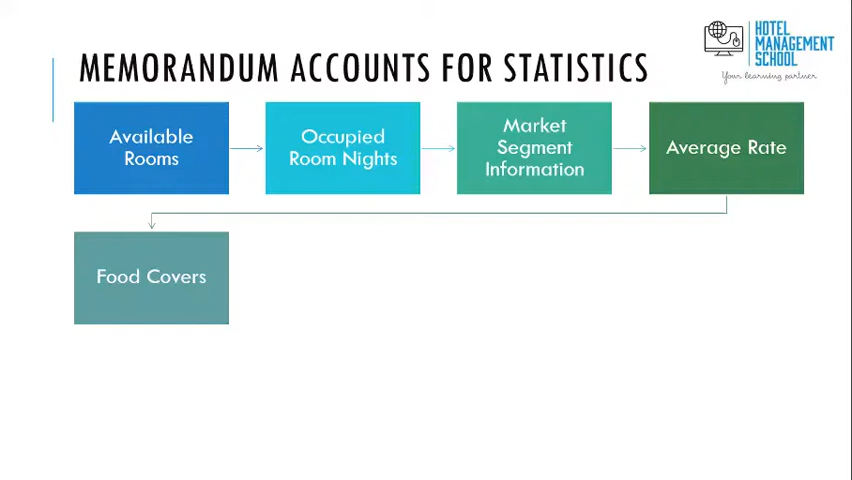 HOTEL
MANAGEMENT
SCHOOL
Your learning partner
MEMORANDUM ACCOUNTS FOR STATISTICS
Available
Rooms
Occupied
Room Nights
Market
Segment
Information
Average Rate
Food Covers